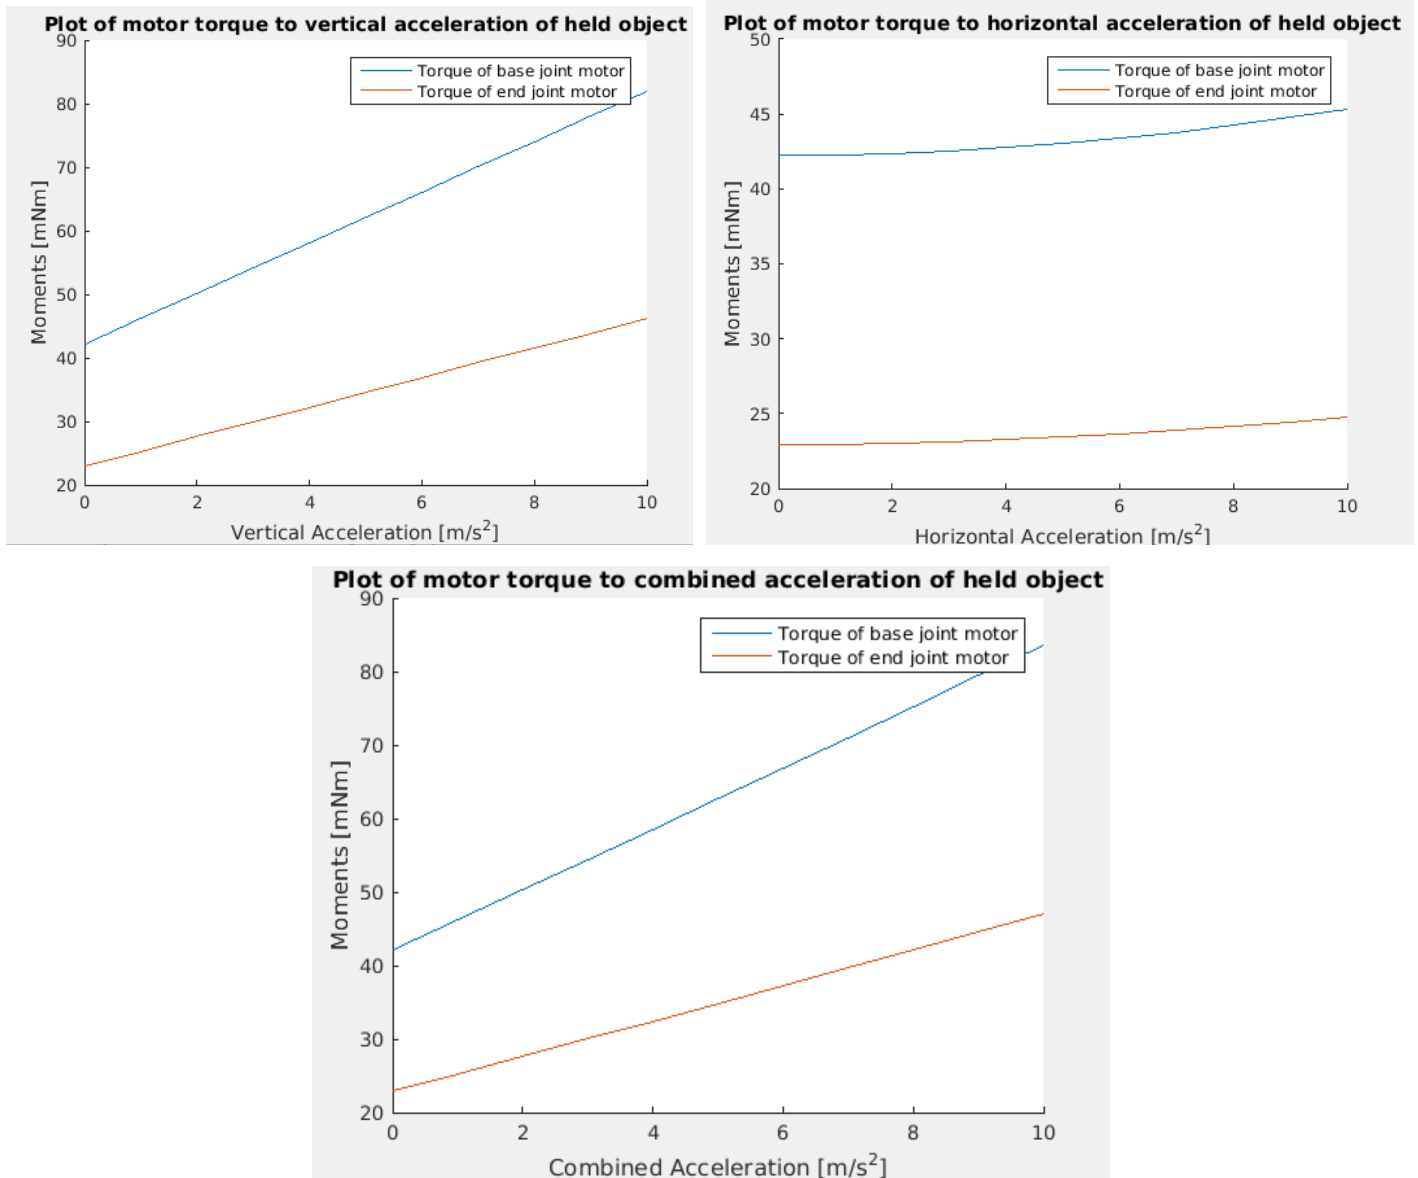 Plot of motor torque to vertical acceleration of held object
90
80
70
60
50
40
30
20
Moments [mNm]
Torque of base joint motor
Torque of end joint motor
0 2 4 6 8 10
Vertical Acceleration [m/s²]
Plot of motor torque to horizontal acceleration of held object
50
45
40
35
30
25
20
Moments [mNm]
Torque of base joint motor
Torque of end joint motor
0 2 4 6 8 10
Horizontal Acceleration [m/s²]
Plot of motor torque to combined acceleration of held object
90
80
70
60
50
40
30
20
Moments [mNm]
Torque of base joint motor
Torque of end joint motor
0 2 4 6 8 10
Combined Acceleration [m/s²]